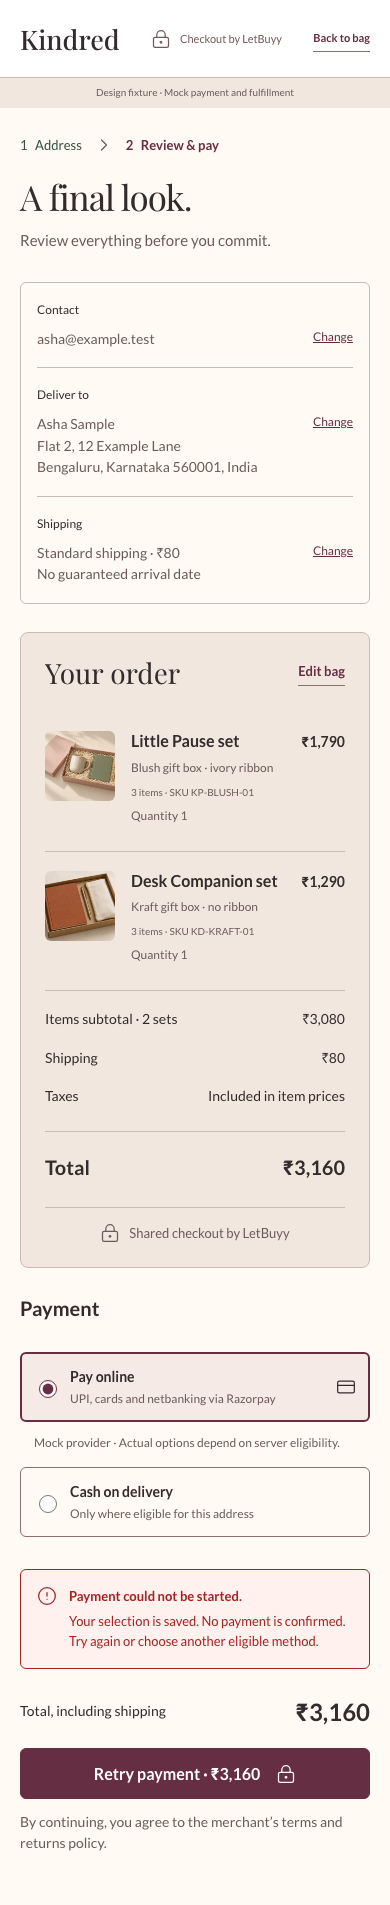 Kindred
Checkout by LetBuyy
Back to bag
Design fixture · Mock payment and fulfillment
1 Address
2 Review & pay
A final look.
Review everything before you commit.
Contact
asha@example.test
Change
Deliver to
Asha Sample
Change
Flat 2, 12 Example Lane
Bengaluru, Karnataka 560001, India
Shipping
Standard shipping · ₹80
Change
No guaranteed arrival date
Your order
Edit bag
Little Pause set
₹1,790
Blush gift box · ivory ribbon
3 items · SKU KP-BLUSH-01
Quantity 1
Desk Companion set
₹1,290
Kraft gift box · no ribbon
3 items · SKU KD-KRAFT-01
Quantity 1
Items subtotal · 2 sets
₹3,080
Shipping
₹80
Taxes
Included in item prices
Total
₹3,160
Shared checkout by LetBuyy
Payment
Pay online
UPI, cards and netbanking via Razorpay
Mock provider · Actual options depend on server eligibility.
Cash on delivery
Only where eligible for this address
Payment could not be started.
Your selection is saved. No payment is confirmed.
Try again or choose another eligible method.
Total, including shipping
₹3,160
Retry payment · ₹3,160
By continuing, you agree to the merchant’s terms and
returns policy.